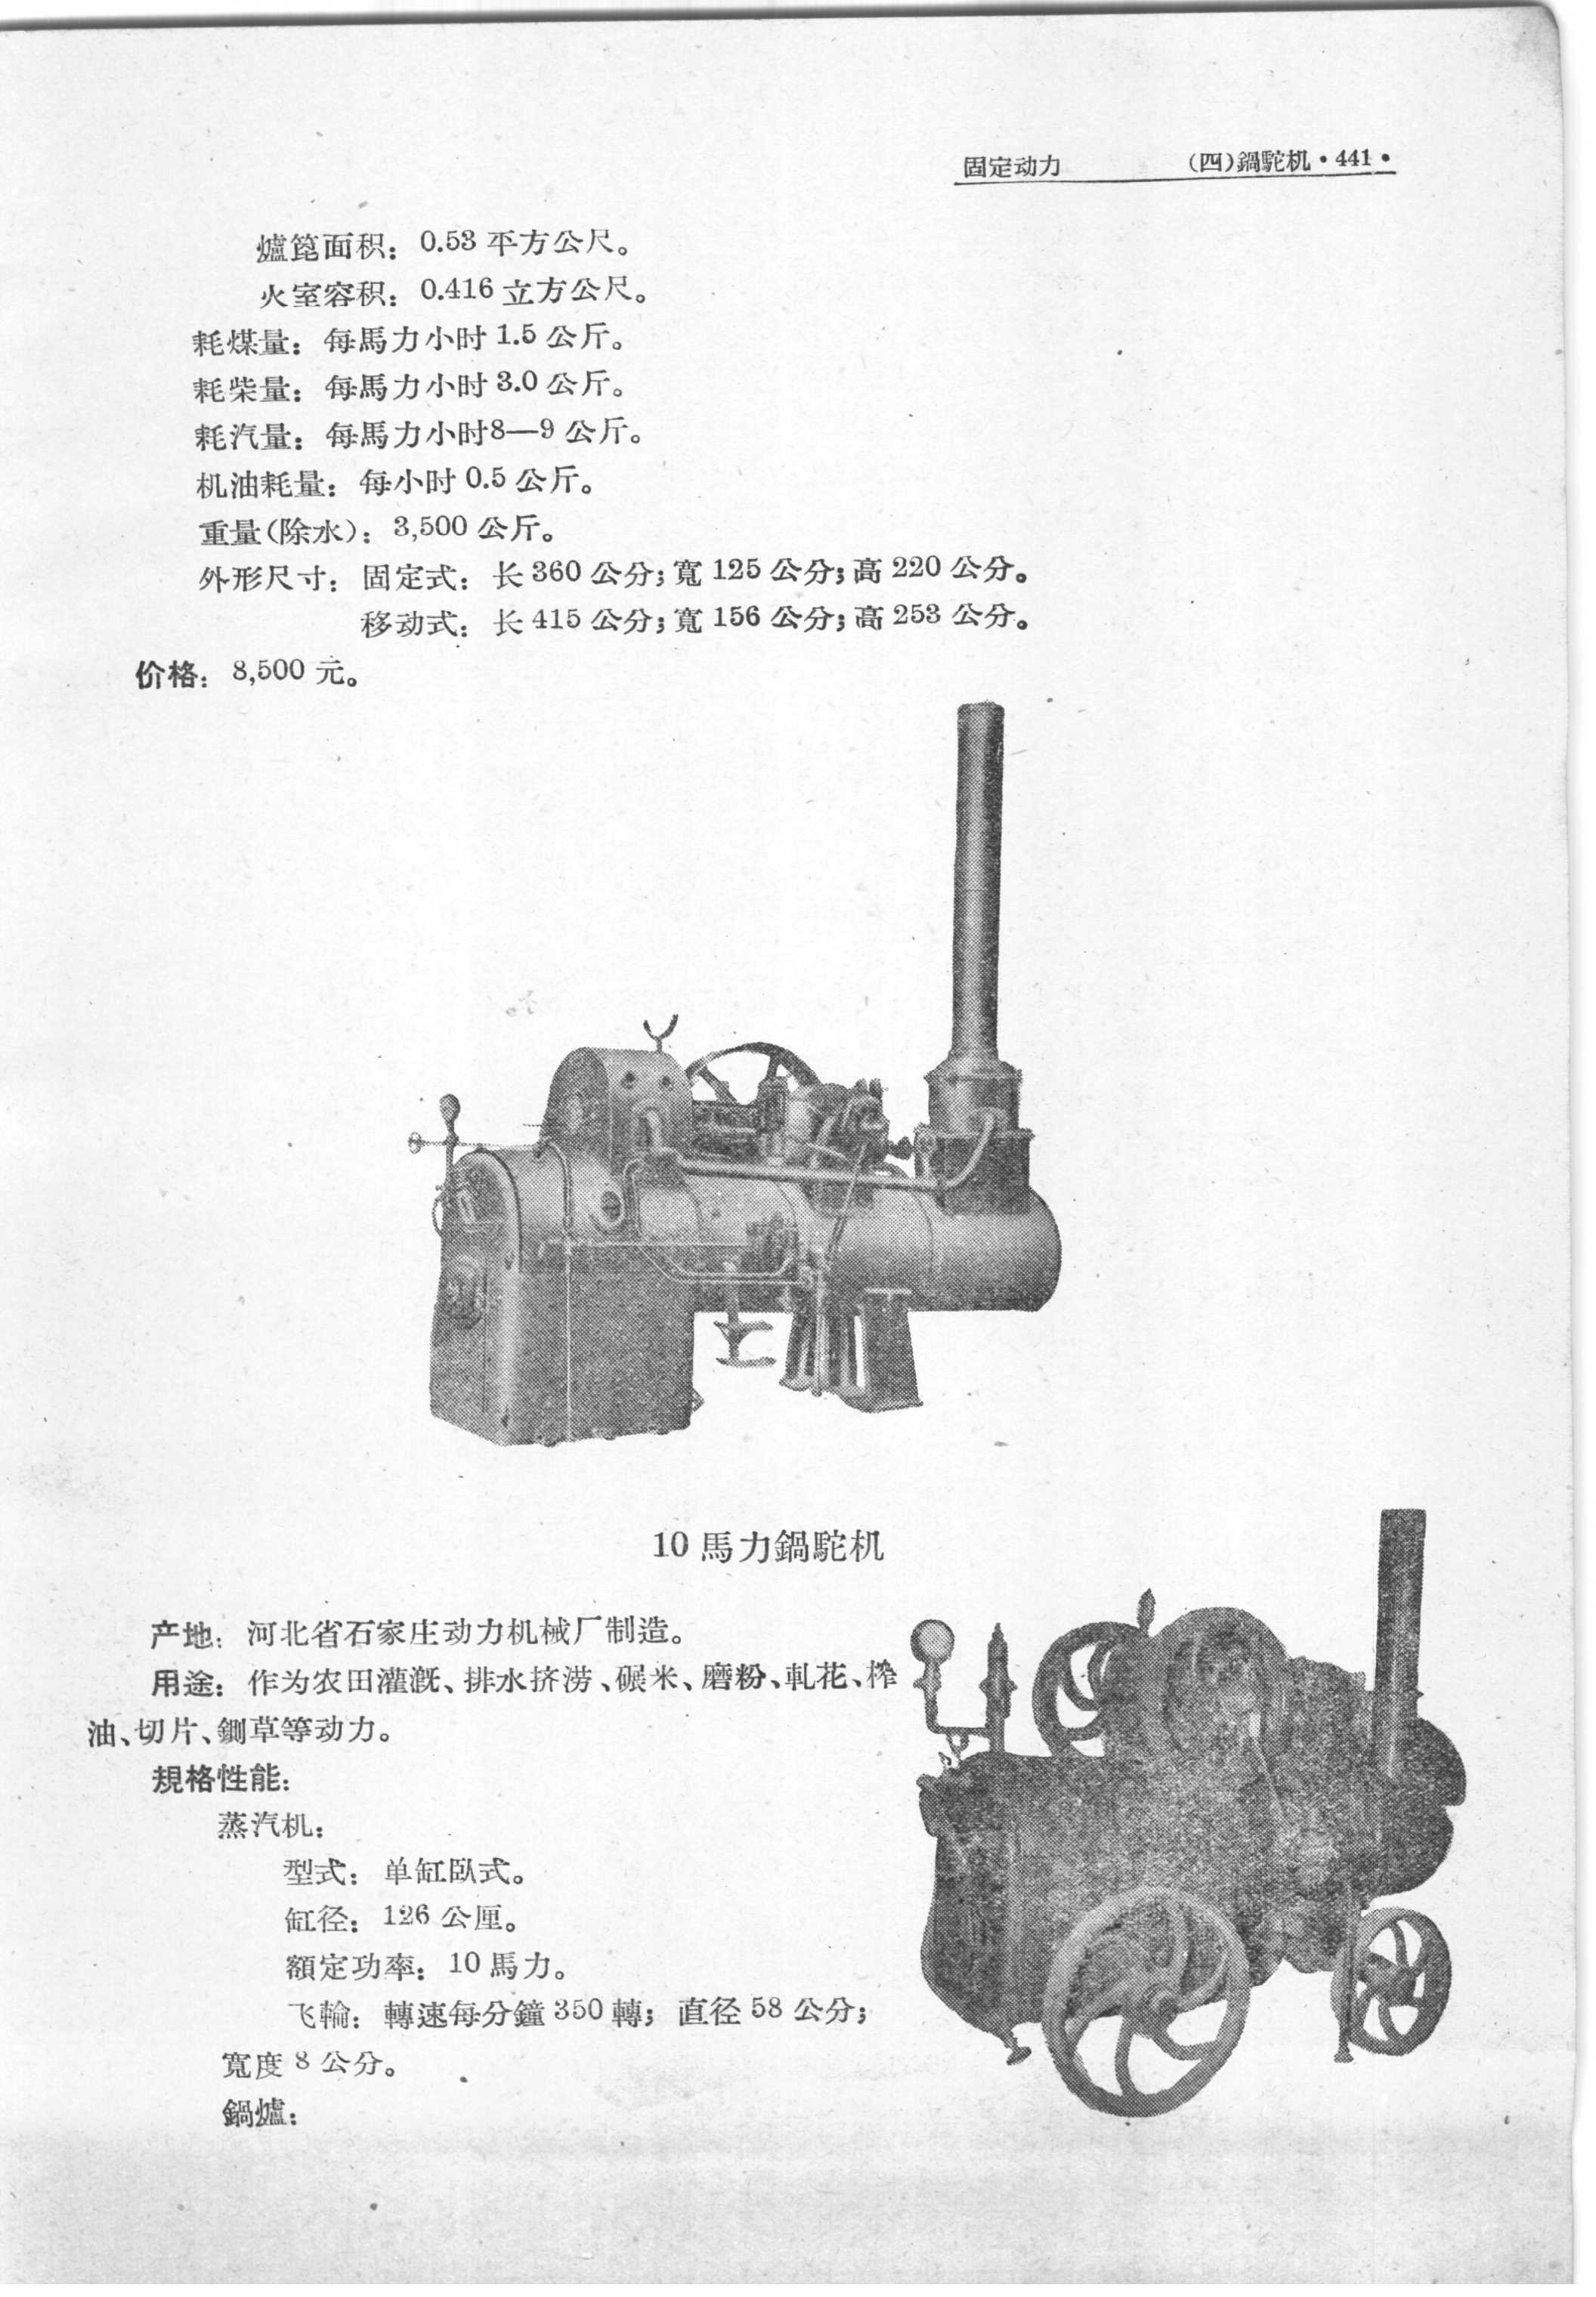 固定动力 (四)鍋駝机·441·
爐篦面积：0.53 平方公尺。
火室容积：0.416 立方公尺。
耗煤量：每馬力小时 1.5 公斤。
耗柴量：每馬力小时 3.0 公斤。
耗汽量：每馬力小时8—9 公斤。
机油耗量：每小时 0.5 公斤。
重量(除水)：3,500 公斤。
外形尺寸：固定式：长 360 公分；寬 125 公分；高 220 公分。
移动式：长 415 公分；寬 156 公分；高 253 公分。
价格：8,500 元。
10 馬力鍋駝机
产地：河北省石家庄动力机械厂制造。
用途：作为农田灌漑、排水挤涝、碾米、磨粉、軋花、榨
油、切片、鍘草等动力。
規格性能：
蒸汽机：
型式：单缸臥式。
缸径：126 公厘。
額定功率：10 馬力。
飞輪：轉速每分鐘 350 轉；直径 58 公分；
寬度 8 公分。
鍋爐：